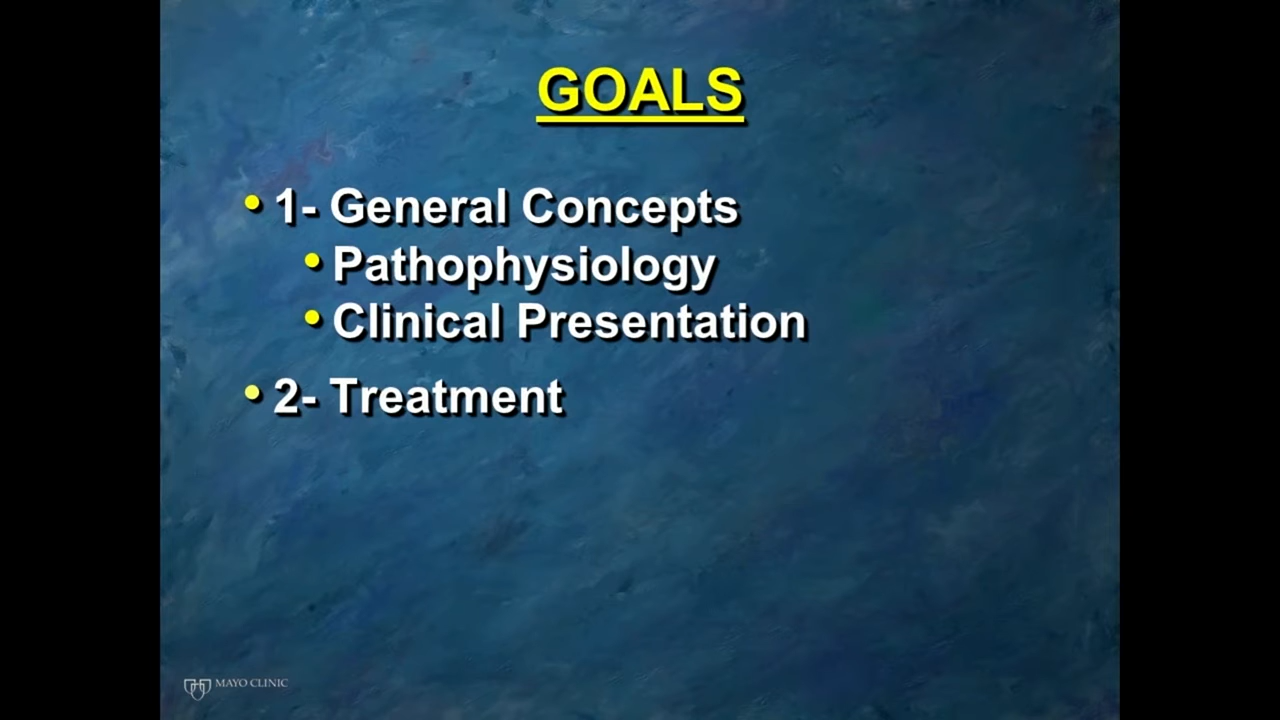 GOALS
• 1- General Concepts
• Pathophysiology
• Clinical Presentation
• 2- Treatment
MAYO CLINIC